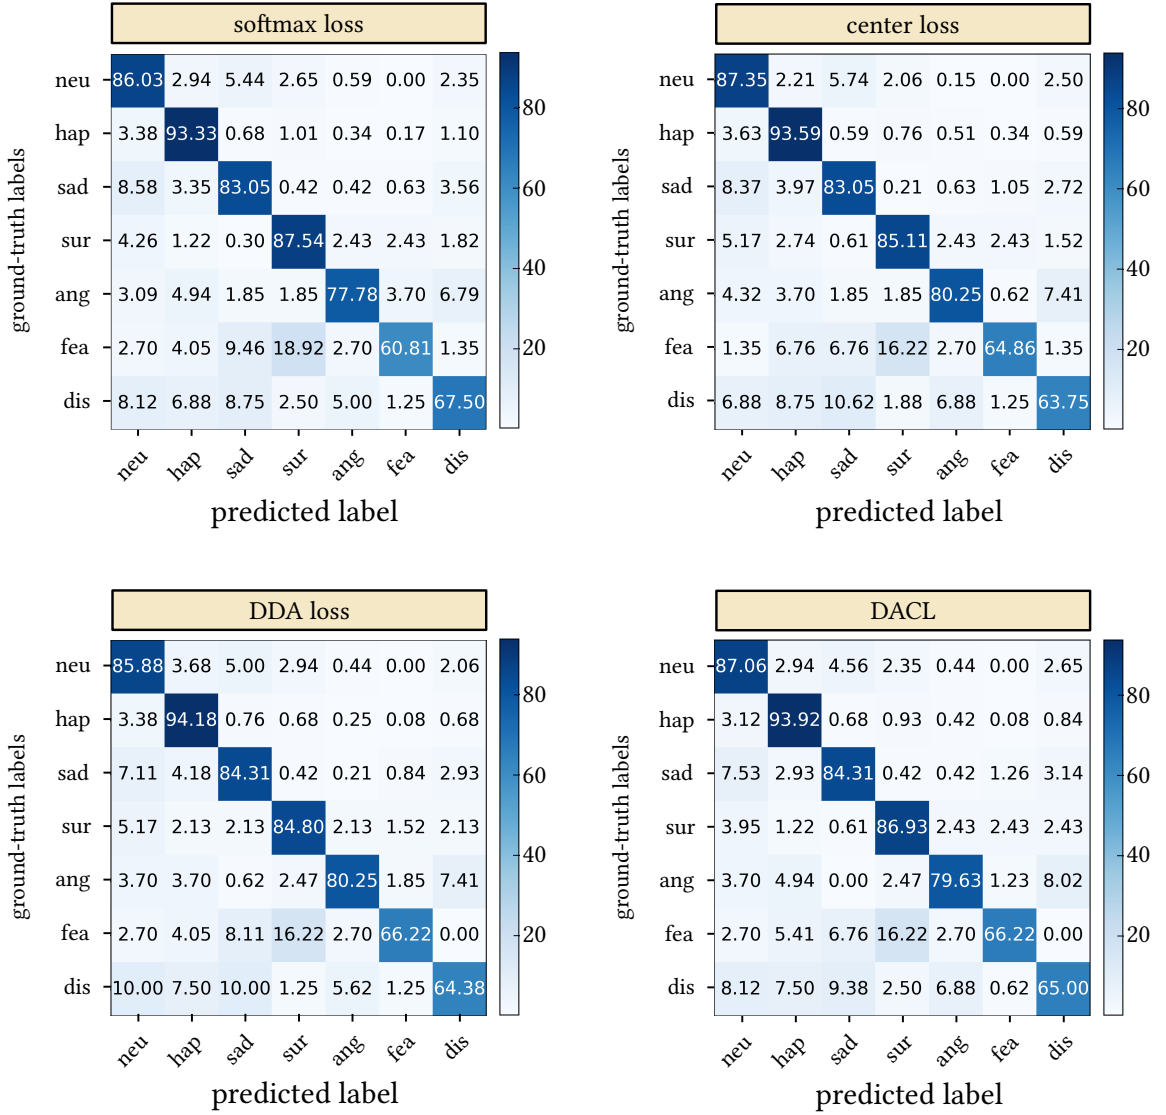 softmax loss
ground-truth labels
neu 86.03 2.94 5.44 2.65 0.59 0.00 2.35
hap 3.38 93.33 0.68 1.01 0.34 0.17 1.10
sad 8.58 3.35 83.05 0.42 0.42 0.63 3.56
sur 4.26 1.22 0.30 87.54 2.43 2.43 1.82
ang 3.09 4.94 1.85 1.85 77.78 3.70 6.79
fea 2.70 4.05 9.46 18.92 2.70 60.81 1.35
dis 8.12 6.88 8.75 2.50 5.00 1.25 67.50
neu hap sad sur ang fea dis
predicted label
80
60
40
20
center loss
ground-truth labels
neu 87.35 2.21 5.74 2.06 0.15 0.00 2.50
hap 3.63 93.59 0.59 0.76 0.51 0.34 0.59
sad 8.37 3.97 83.05 0.21 0.63 1.05 2.72
sur 5.17 2.74 0.61 85.11 2.43 2.43 1.52
ang 4.32 3.70 1.85 1.85 80.25 0.62 7.41
fea 1.35 6.76 6.76 16.22 2.70 64.86 1.35
dis 6.88 8.75 10.62 1.88 6.88 1.25 63.75
neu hap sad sur ang fea dis
predicted label
80
60
40
20
DDA loss
ground-truth labels
neu 85.88 3.68 5.00 2.94 0.44 0.00 2.06
hap 3.38 94.18 0.76 0.68 0.25 0.08 0.68
sad 7.11 4.18 84.31 0.42 0.21 0.84 2.93
sur 5.17 2.13 2.13 84.80 2.13 1.52 2.13
ang 3.70 3.70 0.62 2.47 80.25 1.85 7.41
fea 2.70 4.05 8.11 16.22 2.70 66.22 0.00
dis 10.00 7.50 10.00 1.25 5.62 1.25 64.38
neu hap sad sur ang fea dis
predicted label
80
60
40
20
DACL
ground-truth labels
neu 87.06 2.94 4.56 2.35 0.44 0.00 2.65
hap 3.12 93.92 0.68 0.93 0.42 0.08 0.84
sad 7.53 2.93 84.31 0.42 0.42 1.26 3.14
sur 3.95 1.22 0.61 86.93 2.43 2.43 2.43
ang 3.70 4.94 0.00 2.47 79.63 1.23 8.02
fea 2.70 5.41 6.76 16.22 2.70 66.22 0.00
dis 8.12 7.50 9.38 2.50 6.88 0.62 65.00
neu hap sad sur ang fea dis
predicted label
80
60
40
20